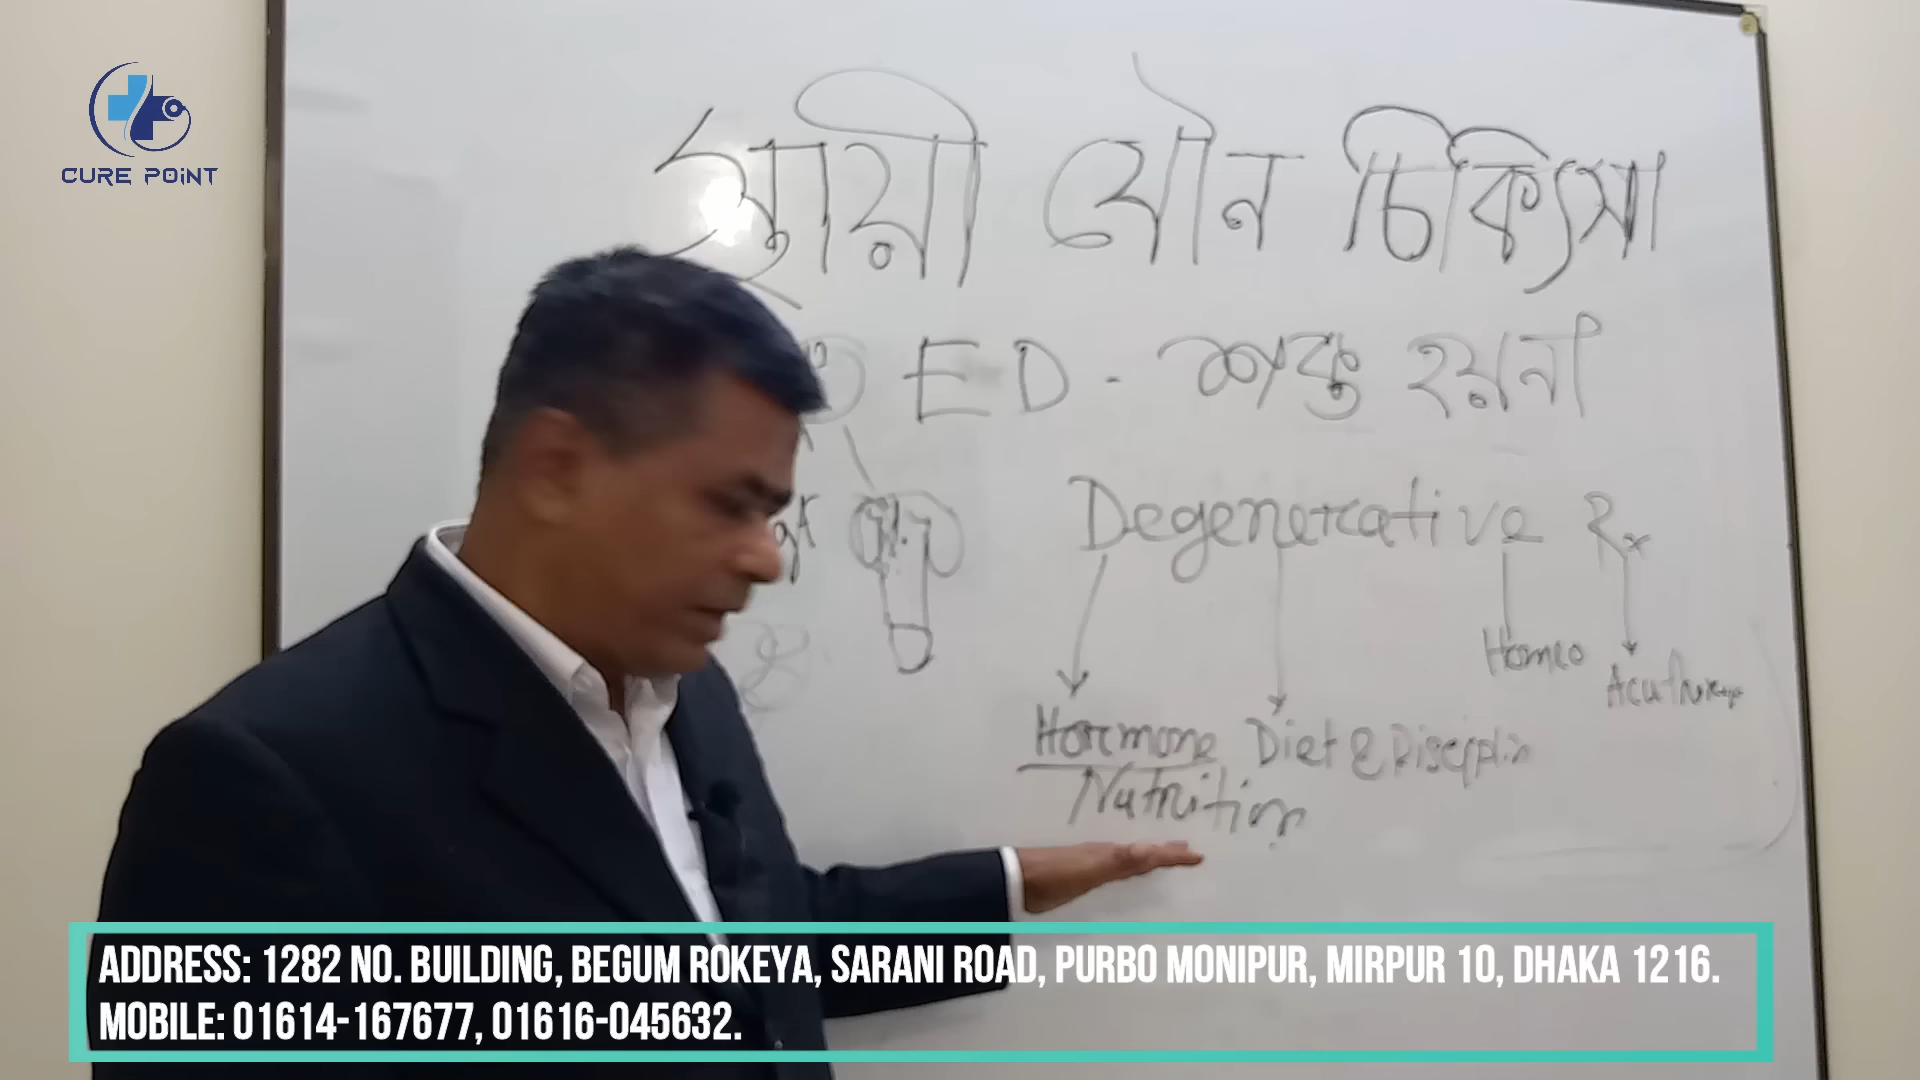 CURE POINT
স্থায়ী যৌন চিকিৎসা
ED - শক্ত হয়না
Degenerative Rx
Homeo
Hormone Diet & Disciplin
Nutrition
ADDRESS: 1282 NO. BUILDING, BEGUM ROKEYA, SARANI ROAD, PURBO MONIPUR, MIRPUR 10, DHAKA 1216.
MOBILE: 01614-167677, 01616-045632.